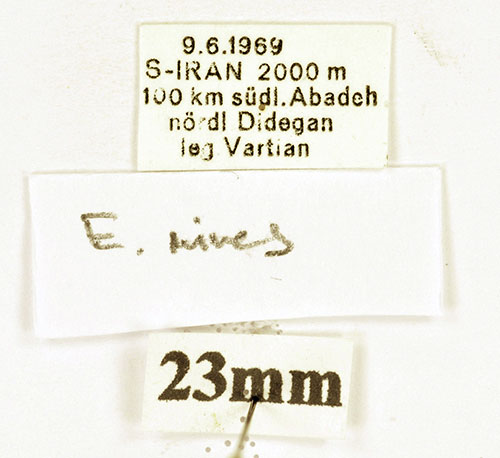 9.6.1969
S-IRAN 2000 m
100 km südl.Abadeh
nördl Didegan
leg.Vartian
E. nives
23mm